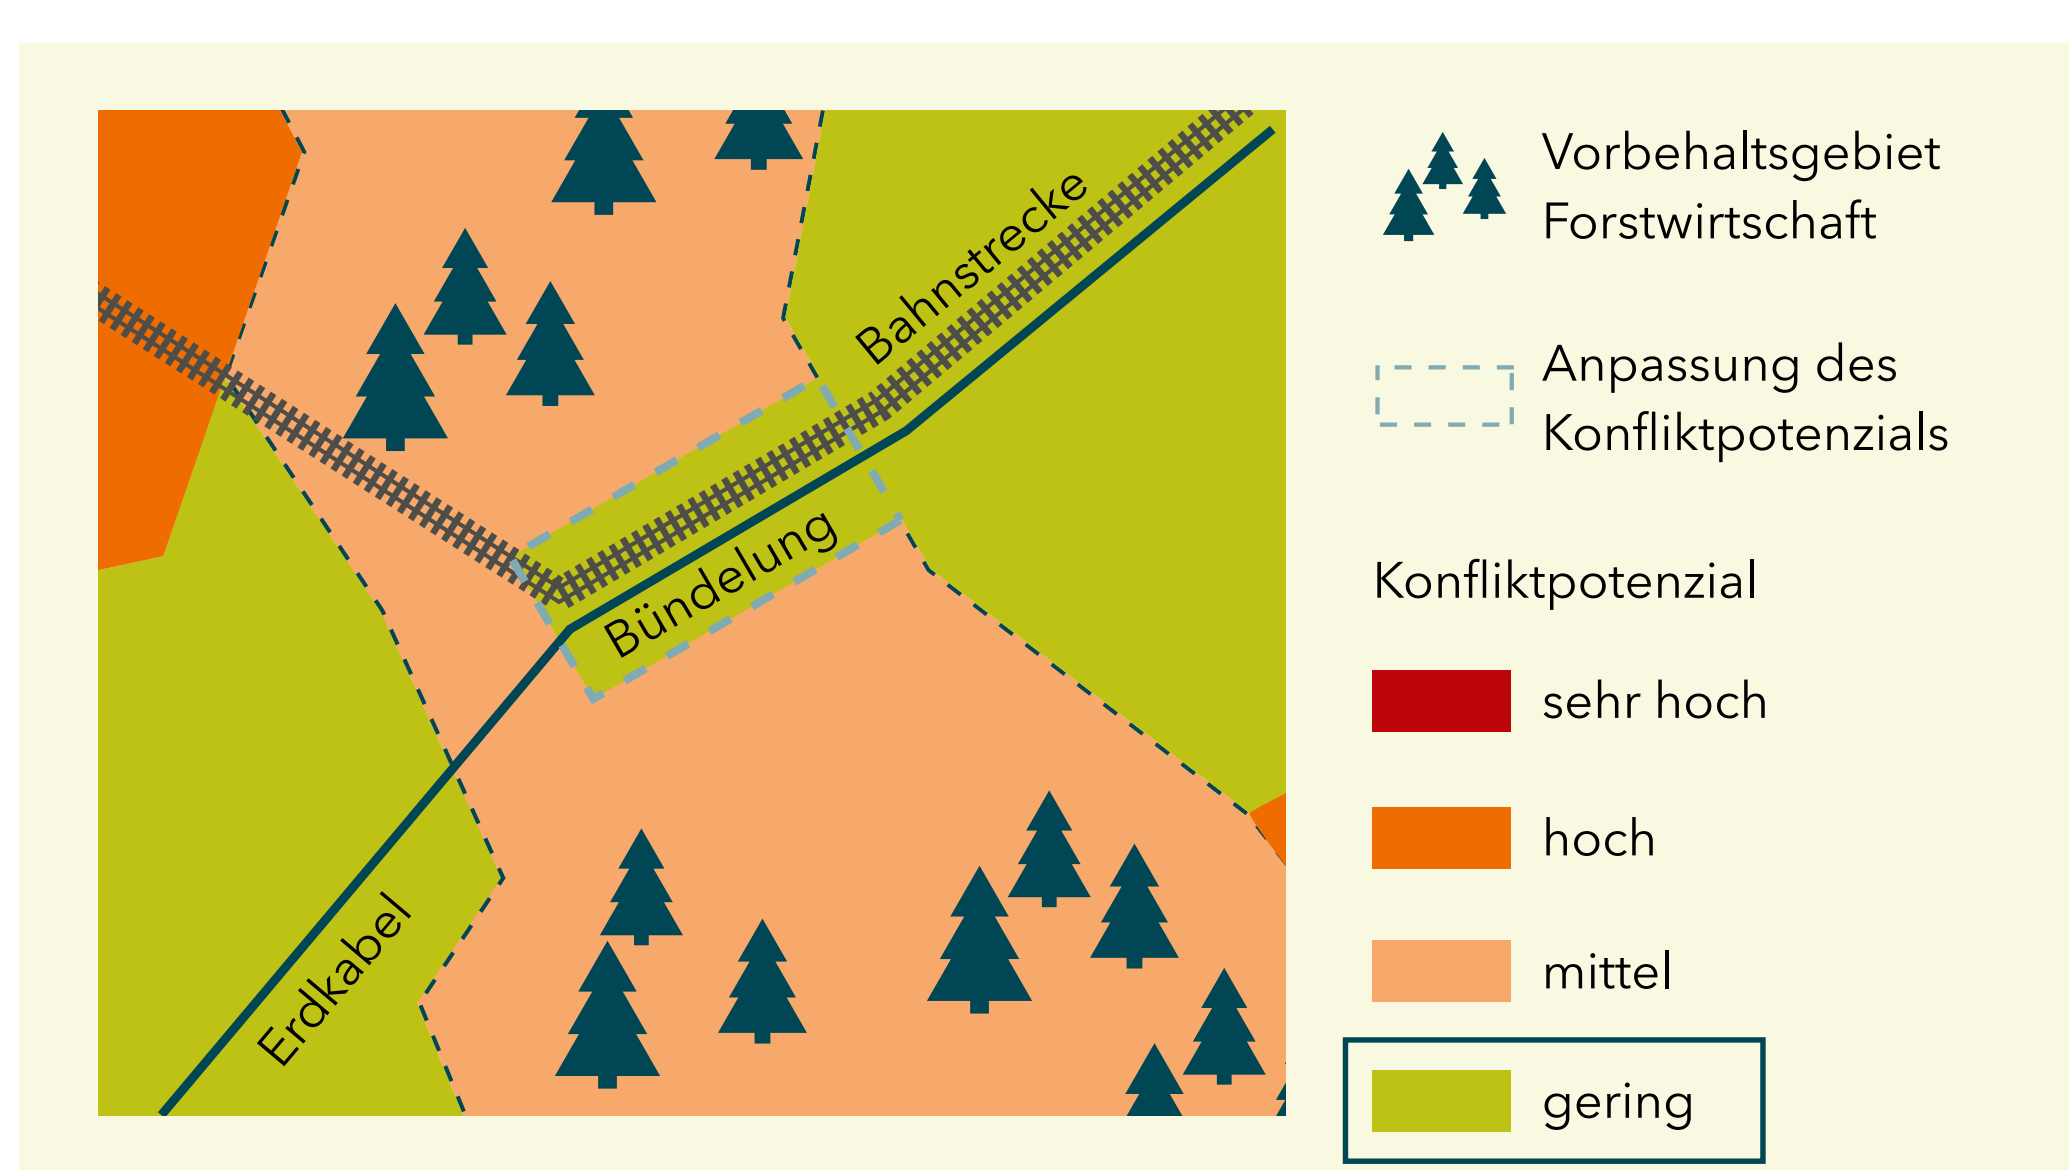 Bahnstrecke
Bündelung
Erdkabel
Vorbehaltsgebiet
Forstwirtschaft
Anpassung des
Konfliktpotenzials
Konfliktpotenzial
sehr hoch
hoch
mittel
gering